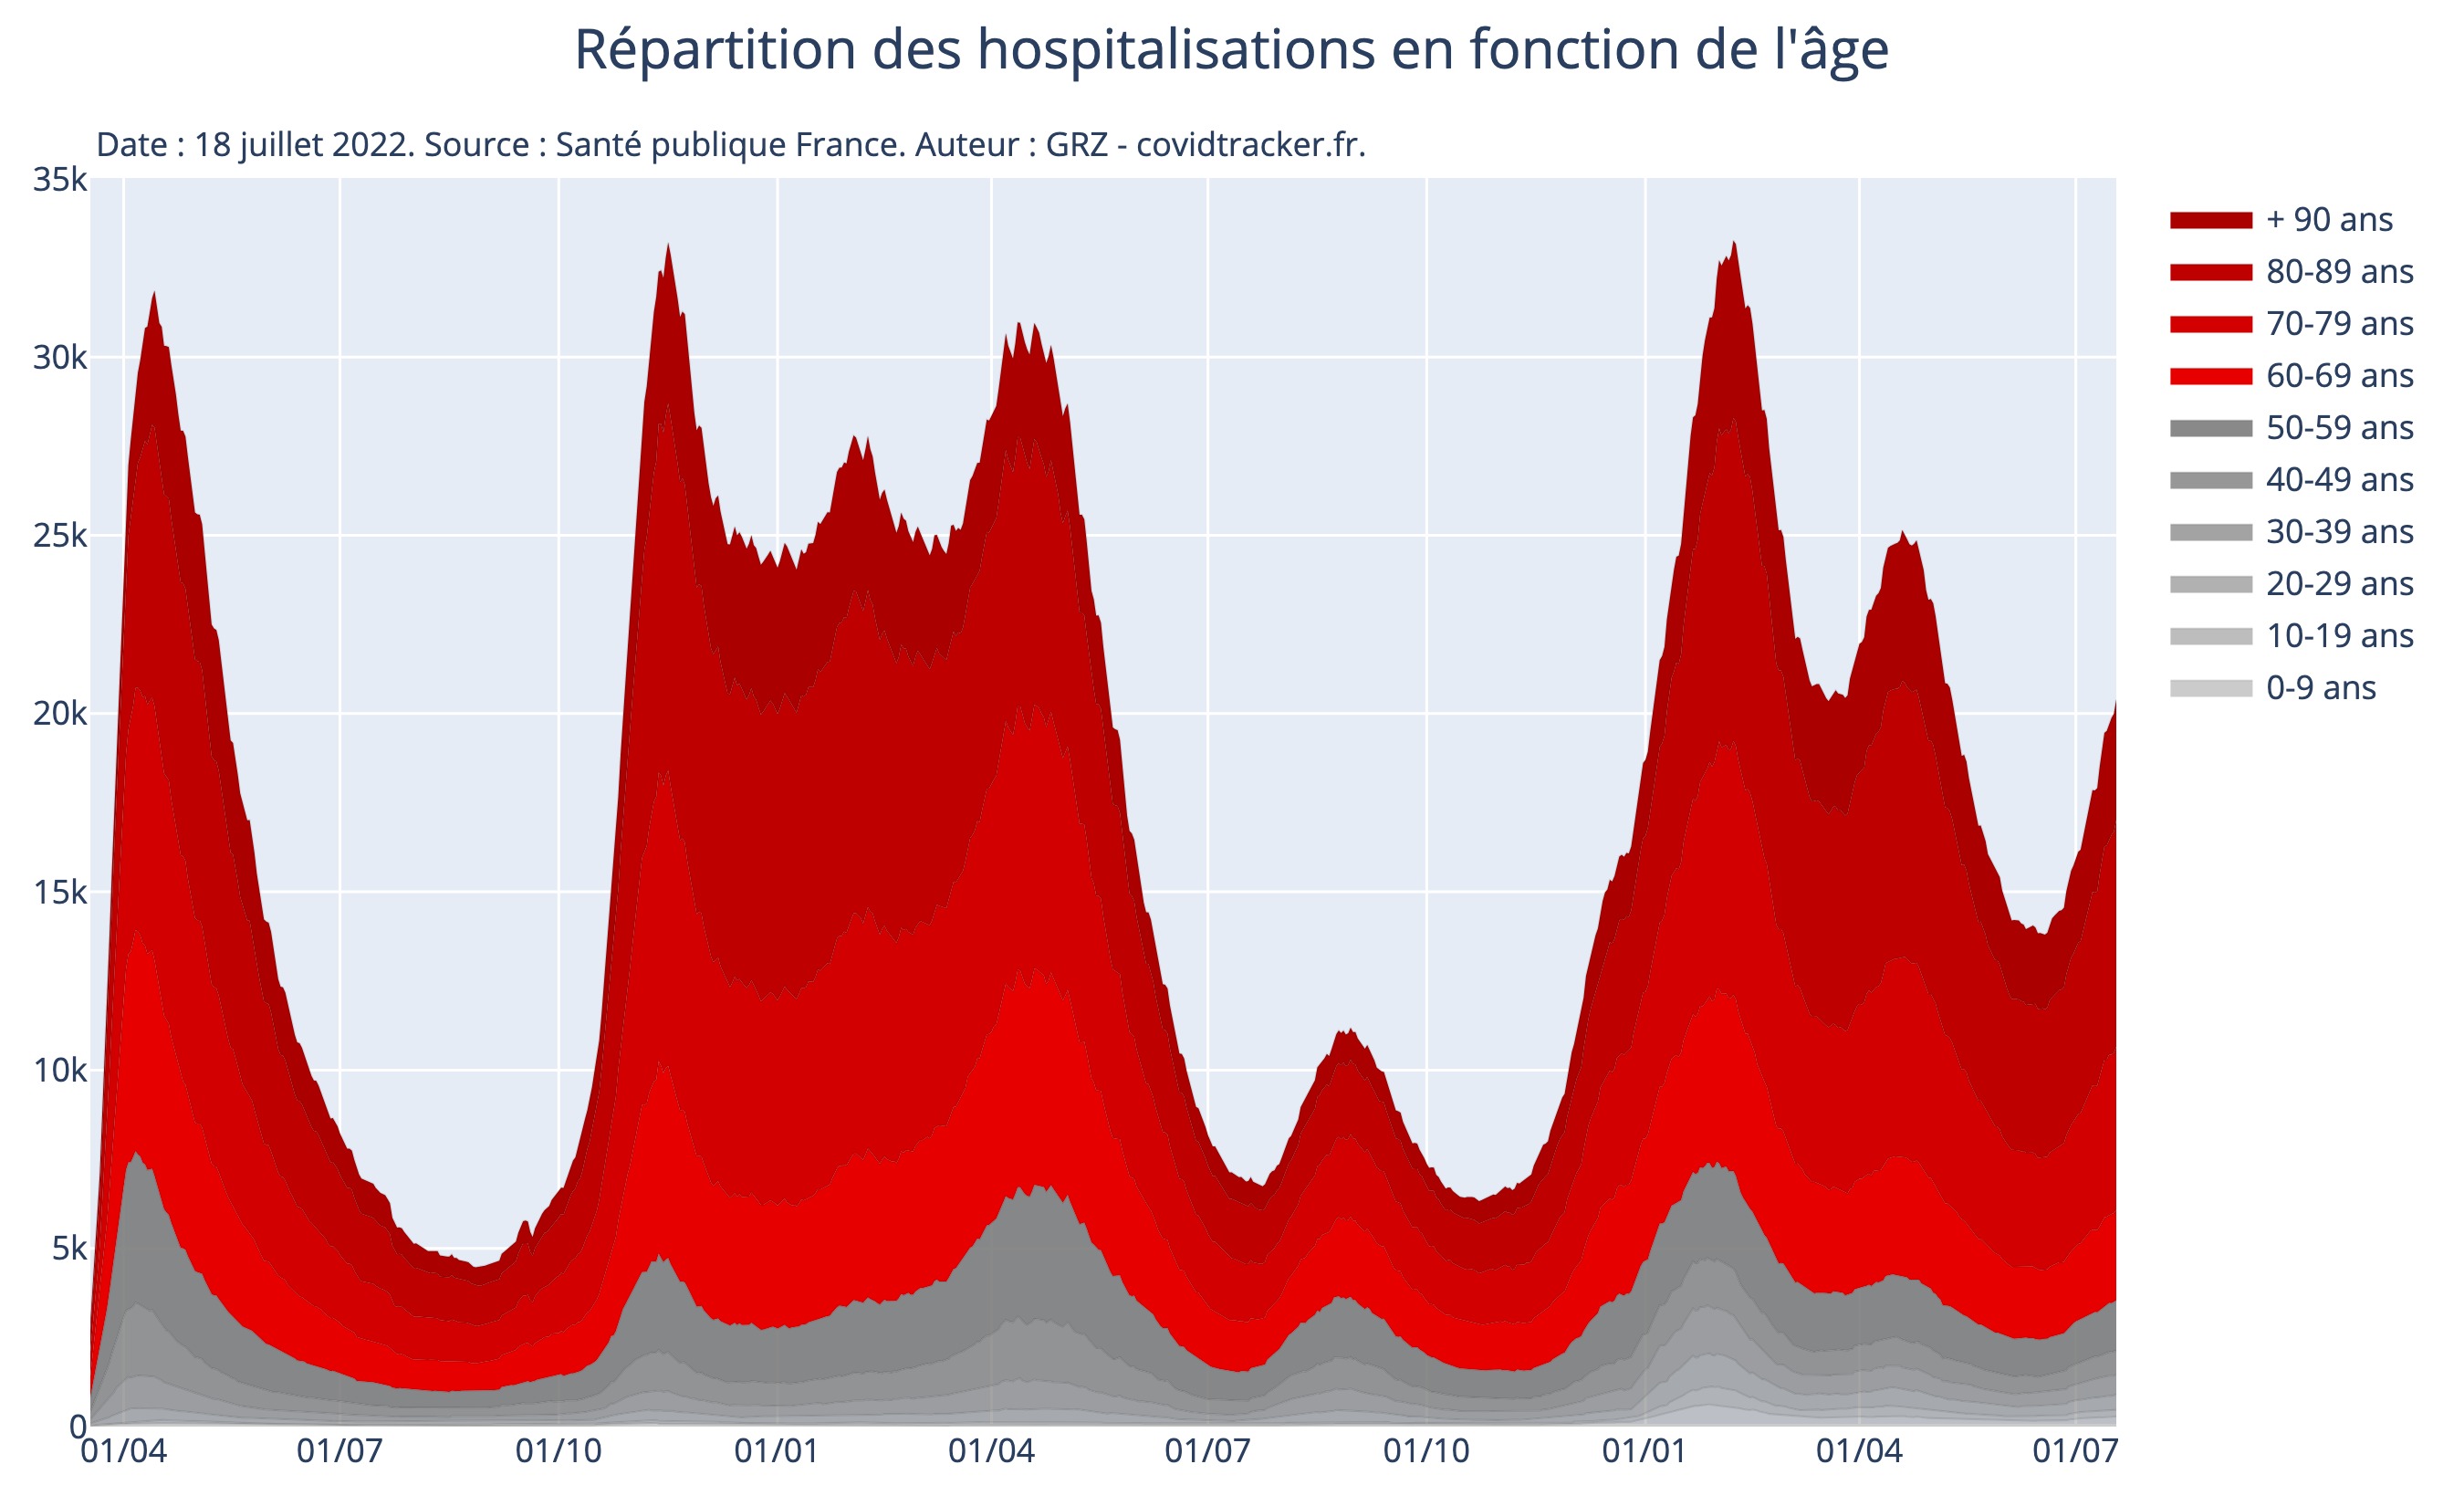 Répartition des hospitalisations en fonction de l'âge
Date : 18 juillet 2022. Source : Santé publique France. Auteur : GRZ - covidtracker.fr.
35k
30k
25k
20k
15k
10k
5k
0
01/04
01/07
01/10
01/01
01/04
01/07
01/10
01/01
01/04
01/07
+ 90 ans
80-89 ans
70-79 ans
60-69 ans
50-59 ans
40-49 ans
30-39 ans
20-29 ans
10-19 ans
0-9 ans